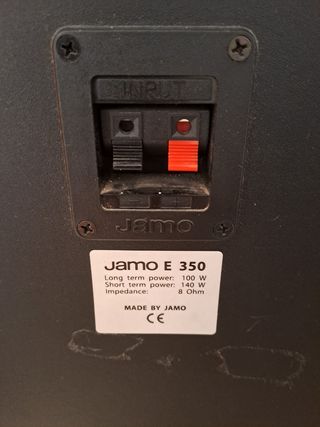 INPUT
Jamo
Jamo E 350
Long term power: 100 W
Short term power: 140 W
Impedance: 8 Ohm
MADE BY JAMO
CE